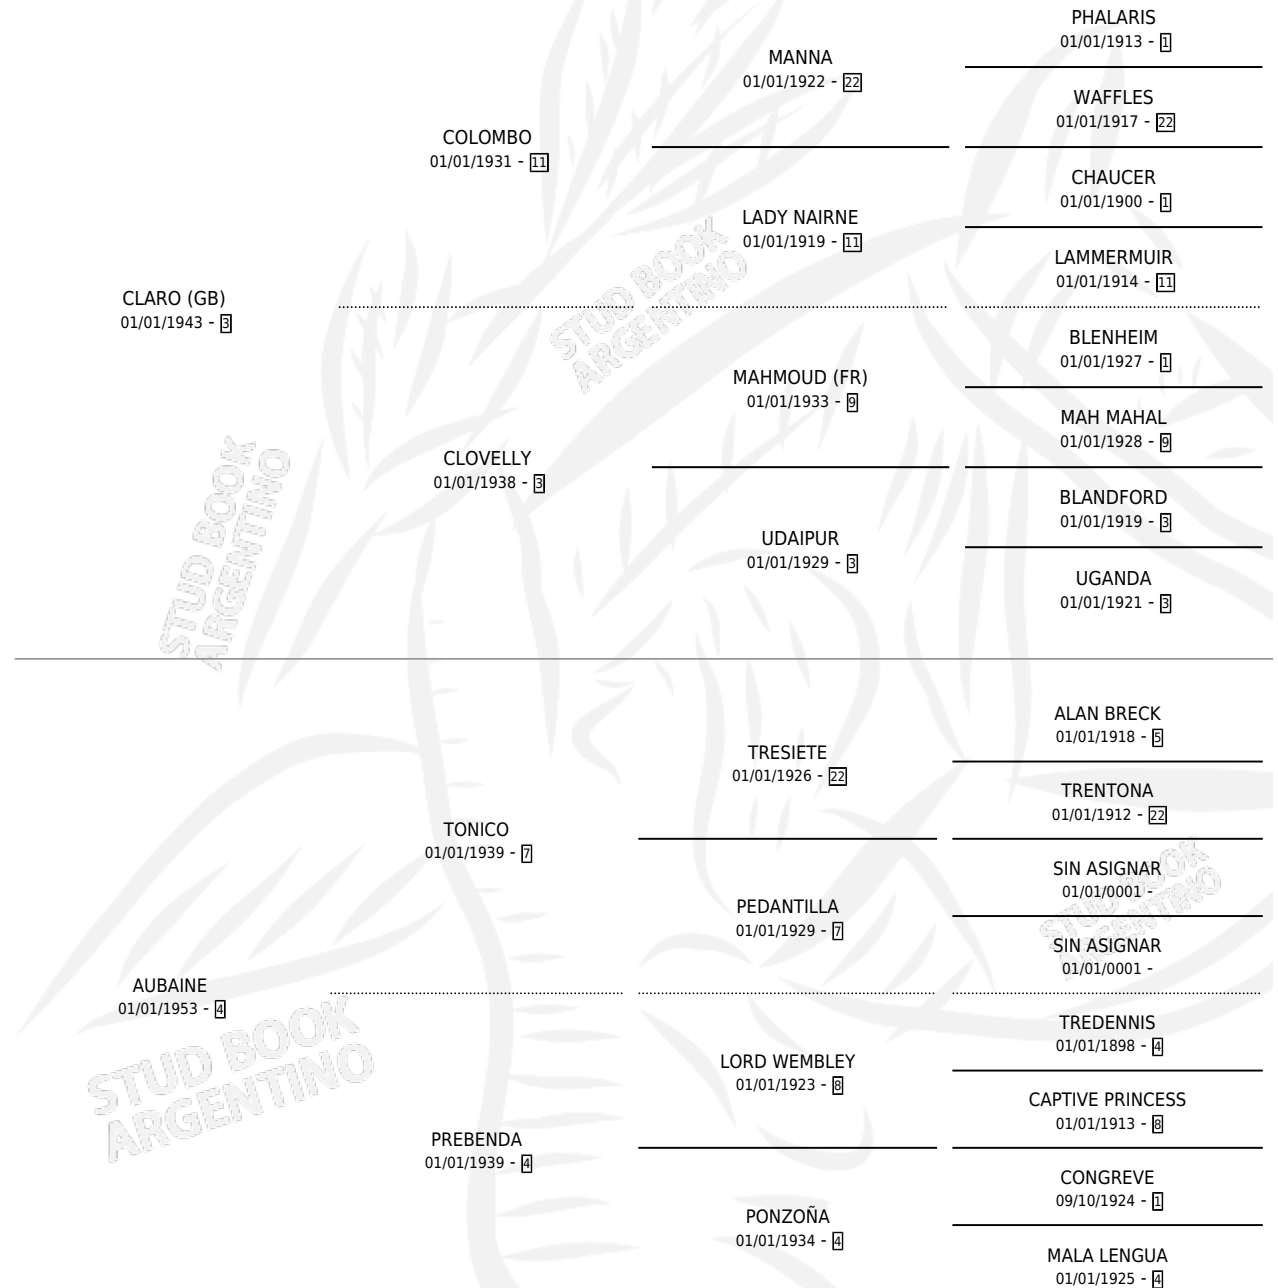 PHALARIS
01/01/1913 - 1
MANNA
01/01/1922 - 22
WAFFLES
01/01/1917 - 22
COLOMBO
01/01/1931 - 11
CHAUCER
01/01/1900 - 1
LADY NAIRNE
01/01/1919 - 11
LAMMERMUIR
01/01/1914 - 11
CLARO (GB)
01/01/1943 - 3
BLENHEIM
01/01/1927 - 1
MAHMOUD (FR)
01/01/1933 - 9
MAH MAHAL
01/01/1928 - 9
CLOVELLY
01/01/1938 - 3
BLANDFORD
01/01/1919 - 3
UDAIPUR
01/01/1929 - 3
UGANDA
01/01/1921 - 3
STUD BOOK
ARGENTINO
STUD BOOK
ARGENTINO
ALAN BRECK
01/01/1918 - 5
TRESIETE
01/01/1926 - 22
TRENTONA
01/01/1912 - 22
TONICO
01/01/1939 - 7
SIN ASIGNAR
01/01/0001 -
PEDANTILLA
01/01/1929 - 7
SIN ASIGNAR
01/01/0001 -
AUBAINE
01/01/1953 - 4
TREDENNIS
01/01/1898 - 4
LORD WEMBLEY
01/01/1923 - 8
CAPTIVE PRINCESS
01/01/1913 - 8
PREBENDA
01/01/1939 - 4
CONGREVE
09/10/1924 - 1
PONZOÑA
01/01/1934 - 4
MALA LENGUA
01/01/1925 - 4
STUD BOOK
ARGENTINO
STUD BOOK
ARGENTINO